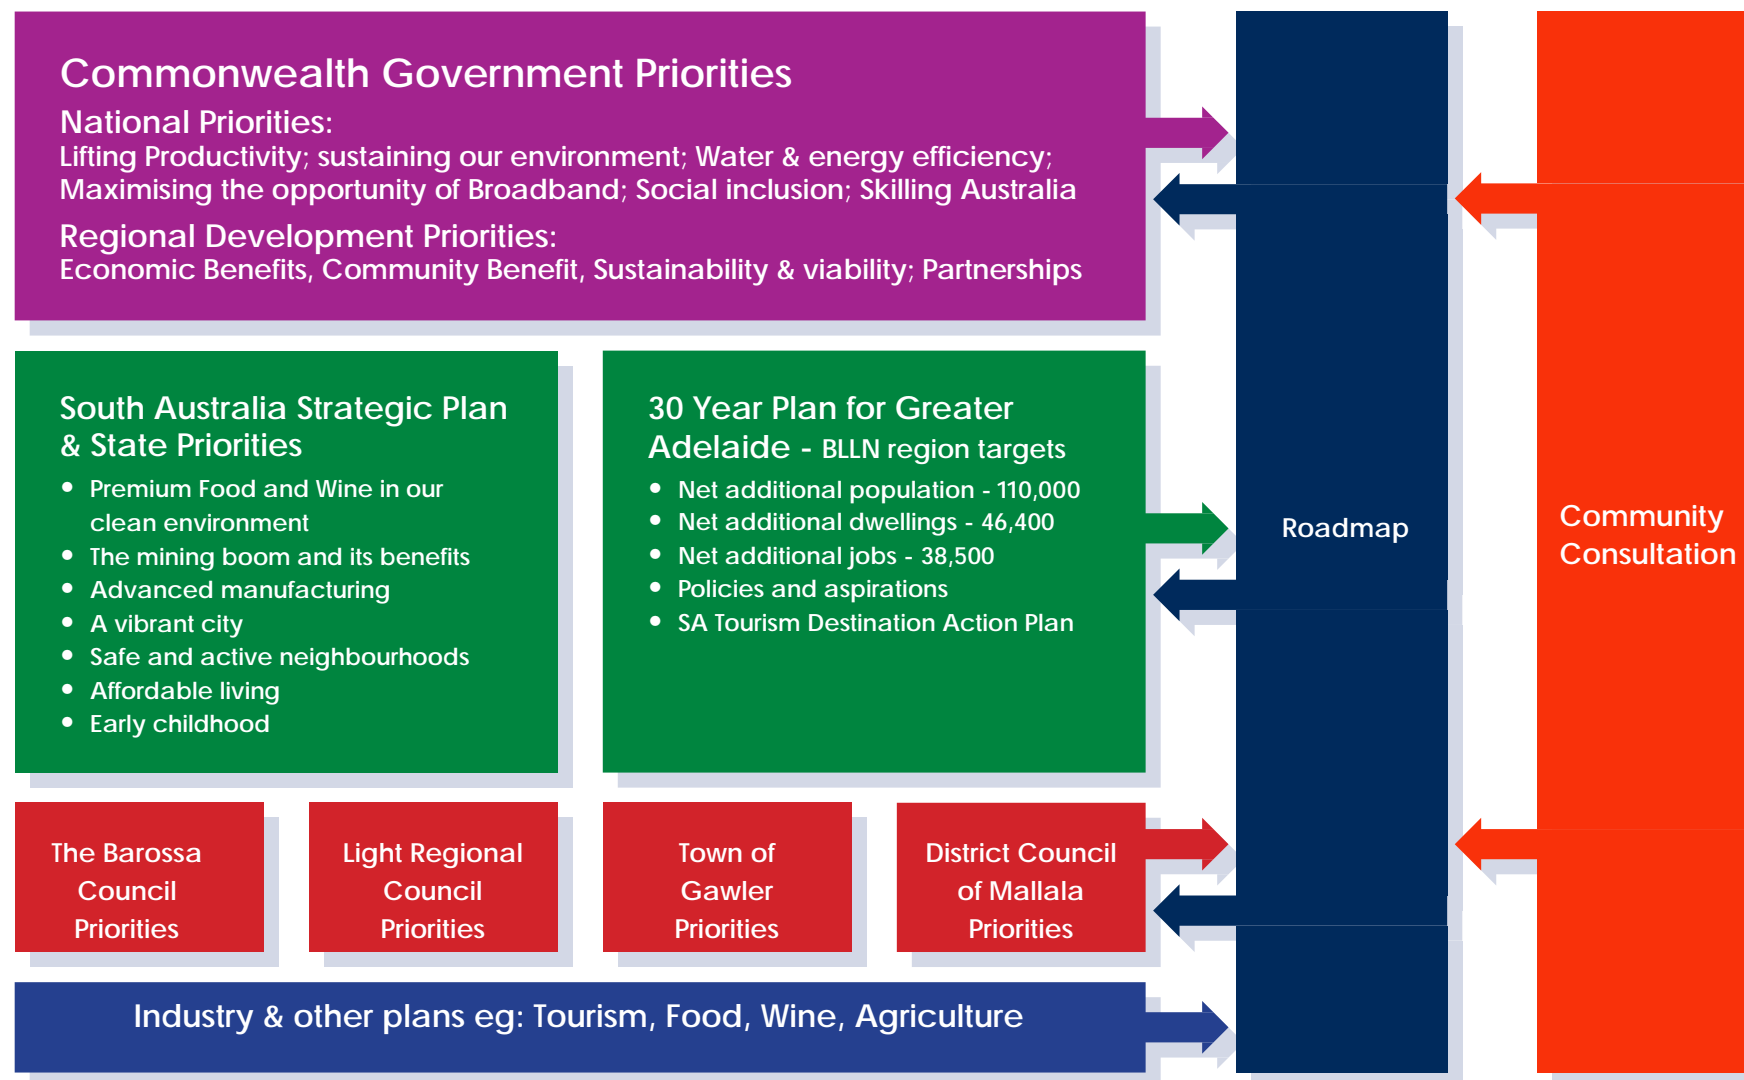 Commonwealth Government Priorities
National Priorities:
Lifting Productivity; sustaining our environment; Water & energy efficiency;
Maximising the opportunity of Broadband; Social inclusion; Skilling Australia
Regional Development Priorities:
Economic Benefits, Community Benefit, Sustainability & viability; Partnerships
South Australia Strategic Plan
& State Priorities
• Premium Food and Wine in our
clean environment
• The mining boom and its benefits
• Advanced manufacturing
• A vibrant city
• Safe and active neighbourhoods
• Affordable living
• Early childhood
30 Year Plan for Greater
Adelaide - BLLN region targets
• Net additional population - 110,000
• Net additional dwellings - 46,400
• Net additional jobs - 38,500
• Policies and aspirations
• SA Tourism Destination Action Plan
The Barossa
Council
Priorities
Light Regional
Council
Priorities
Town of
Gawler
Priorities
District Council
of Mallala
Priorities
Industry & other plans eg: Tourism, Food, Wine, Agriculture
Roadmap
Community
Consultation